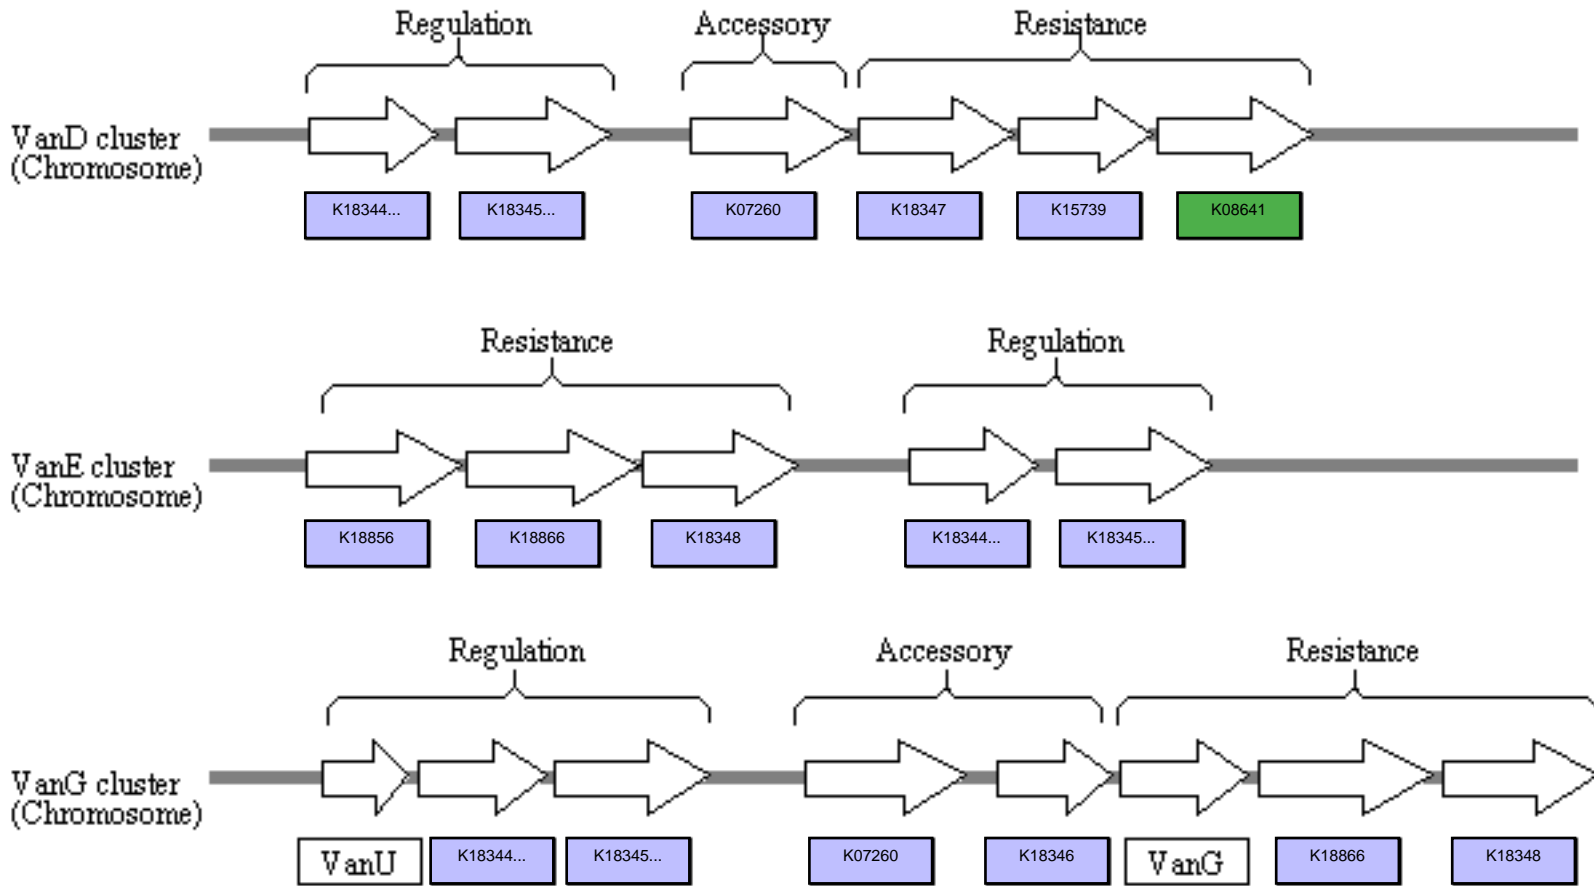 Regulation Accessory Resistance
VanD cluster
(Chromosome)
K18344... K18345... K07260 K18347 K15739 K08641
Resistance Regulation
VanE cluster
(Chromosome)
K18856 K18866 K18348 K18344... K18345...
Regulation Accessory Resistance
VanG cluster
(Chromosome)
VanU K18344... K18345... K07260 K18346 VanG K18866 K18348